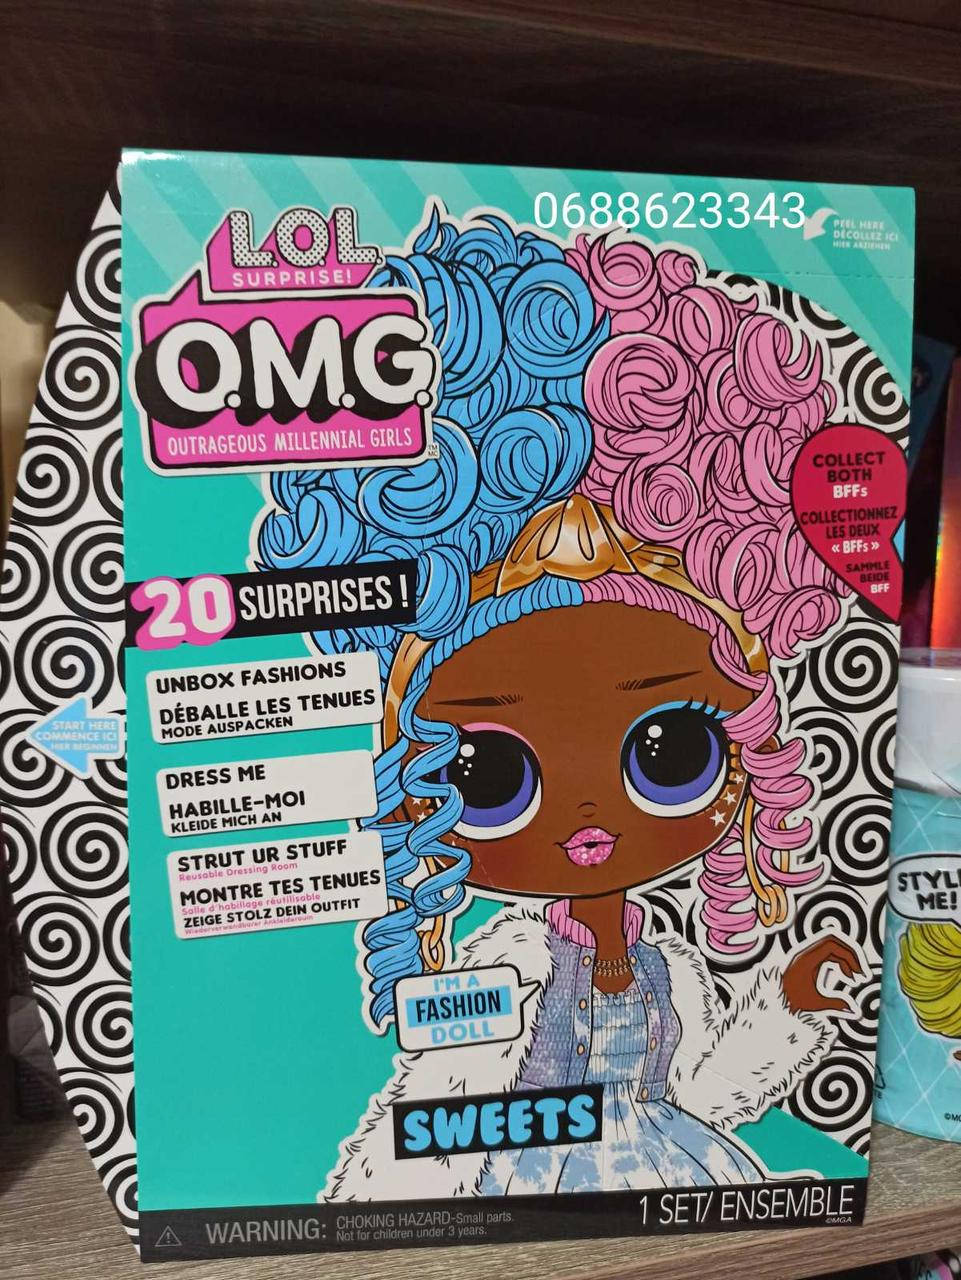 0688623343
PEEL HERE
DÉCOLLEZ ICI
HIER ABZIEHEN
L.O.L.
SURPRISE!
O.M.G.
OUTRAGEOUS MILLENNIAL GIRLS
TM
MC
COLLECT
BOTH
BFFs
COLLECTIONNEZ
LES DEUX
« BFFs »
SAMMLE
BEIDE
BFF
20 SURPRISES!
UNBOX FASHIONS
DÉBALLE LES TENUES
MODE AUSPACKEN
START HERE
COMMENCE ICI
HIER BEGINNEN
DRESS ME
HABILLE-MOI
KLEIDE MICH AN
STRUT UR STUFF
Reusable Dressing Room
MONTRE TES TENUES
Salle d'habillage réutilisable
ZEIGE STOLZ DEIN OUTFIT
Wiederverwendbarer Ankleideraum
STYLE
ME!
I'M A
FASHION
DOLL
SWEETS
1 SET/ ENSEMBLE
©MGA
WARNING: CHOKING HAZARD-Small parts.
Not for children under 3 years.